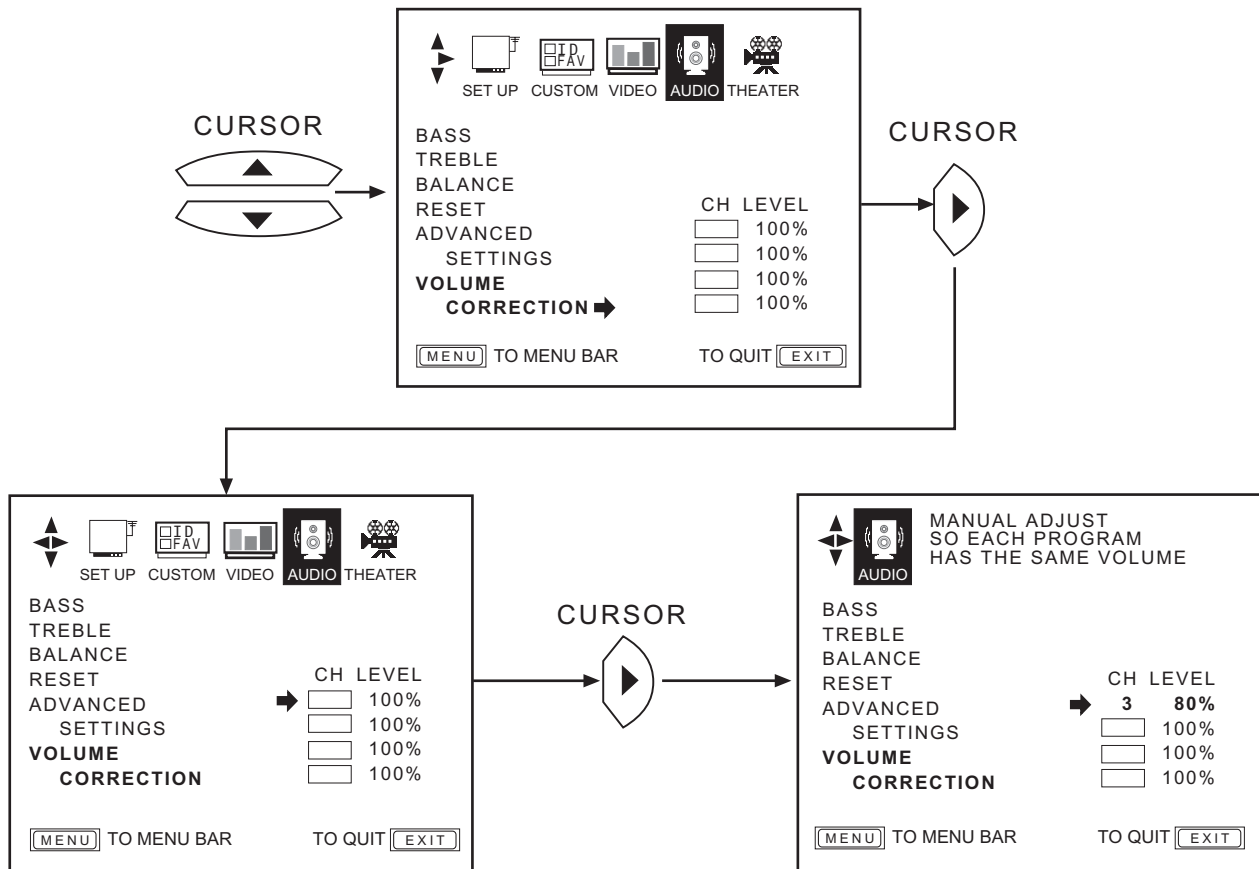 CURSOR
ID
FAV
SET UP CUSTOM VIDEO AUDIO THEATER
BASS
TREBLE
BALANCE
RESET CH LEVEL
ADVANCED 100%
SETTINGS 100%
VOLUME 100%
CORRECTION 100%
MENU TO MENU BAR TO QUIT EXIT
CURSOR
ID
FAV
SET UP CUSTOM VIDEO AUDIO THEATER
BASS
TREBLE
BALANCE
RESET CH LEVEL
ADVANCED 100%
SETTINGS 100%
VOLUME 100%
CORRECTION 100%
MENU TO MENU BAR TO QUIT EXIT
CURSOR
MANUAL ADJUST
SO EACH PROGRAM
HAS THE SAME VOLUME
AUDIO
BASS
TREBLE
BALANCE
RESET CH LEVEL
ADVANCED 3 80%
SETTINGS 100%
VOLUME 100%
CORRECTION 100%
MENU TO MENU BAR TO QUIT EXIT